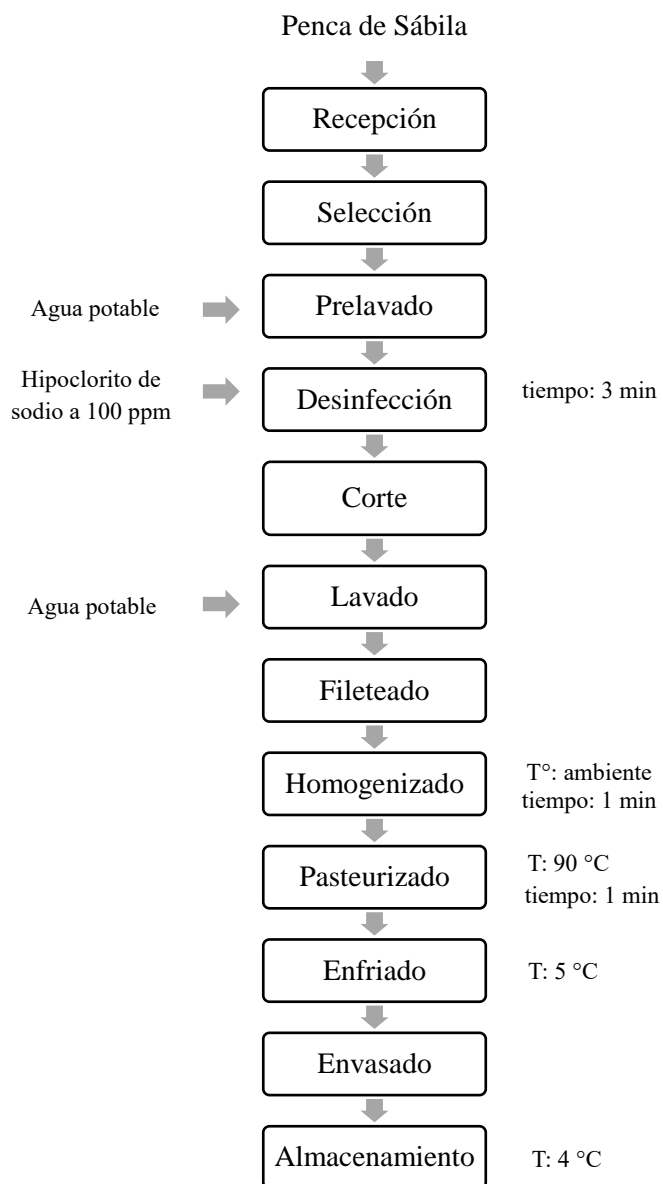 Penca de Sábila
Recepción
Selección
Agua potable
Prelavado
Hipoclorito de
sodio a 100 ppm
Desinfección
tiempo: 3 min
Corte
Agua potable
Lavado
Fileteado
Homogenizado
T°: ambiente
tiempo: 1 min
Pasteurizado
T: 90 °C
tiempo: 1 min
Enfriado
T: 5 °C
Envasado
Almacenamiento
T: 4 °C